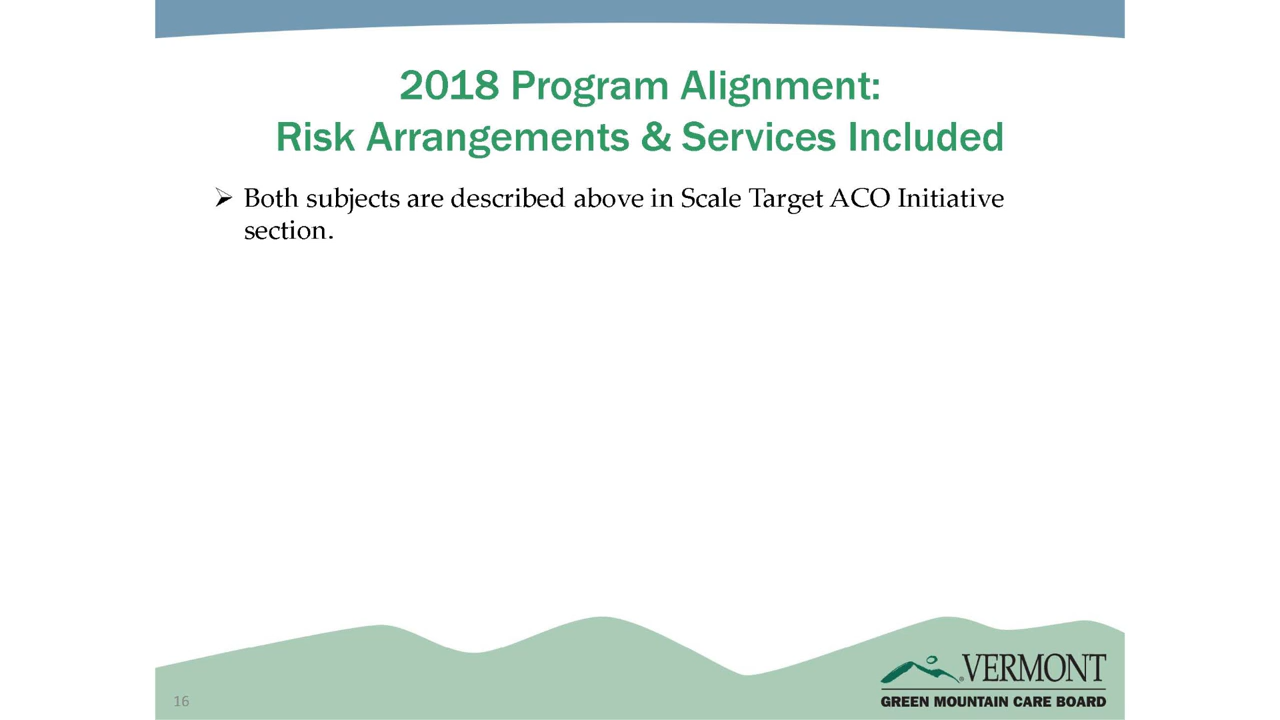 2018 Program Alignment:
Risk Arrangements & Services Included
➢ Both subjects are described above in Scale Target ACO Initiative
section.
16
VERMONT
GREEN MOUNTAIN CARE BOARD